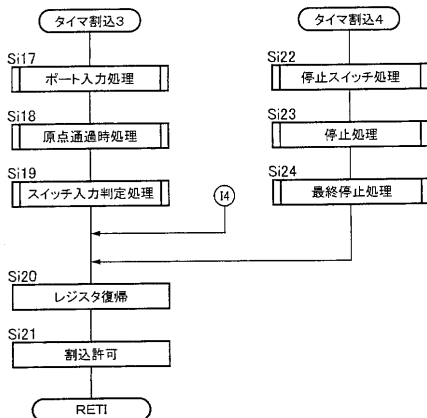 タイマ割込3
Si17
ポート入力処理
Si18
原点通過時処理
Si19
スイッチ入力判定処理
I4
Si20
レジスタ復帰
Si21
割込許可
RETI
タイマ割込4
Si22
停止スイッチ処理
Si23
停止処理
Si24
最終停止処理